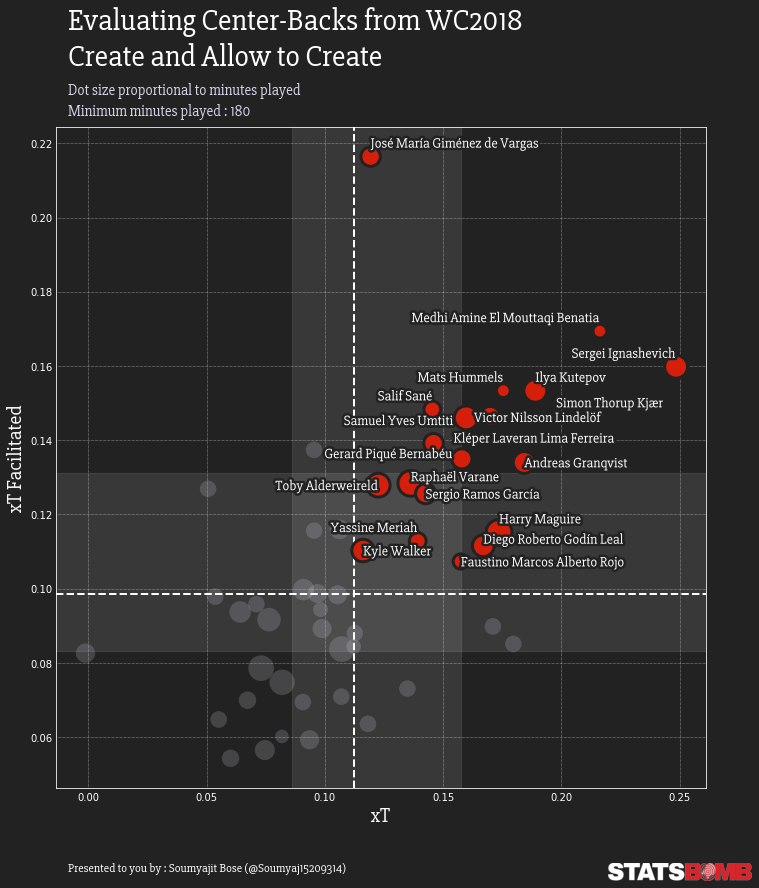 Evaluating Center-Backs from WC2018
Create and Allow to Create
Dot size proportional to minutes played
Minimum minutes played : 180
José María Giménez de Vargas
Medhi Amine El Mouttaqi Benatia
Sergei Ignashevich
Mats Hummels
Ilya Kutepov
Salif Sané
Simon Thorup Kjær
Samuel Yves Umtiti
Victor Nilsson Lindelöf
Kléper Laveran Lima Ferreira
Gerard Piqué Bernabéu
Andreas Granqvist
Toby Alderweireld
Raphaël Varane
Sergio Ramos García
Harry Maguire
Yassine Meriah
Diego Roberto Godín Leal
Kyle Walker
Faustino Marcos Alberto Rojo
xT Facilitated
0.22
0.20
0.18
0.16
0.14
0.12
0.10
0.08
0.06
0.00 0.05 0.10 0.15 0.20 0.25
xT
Presented to you by : Soumyajit Bose (@Soumyaj15209314)
STATSBOMB